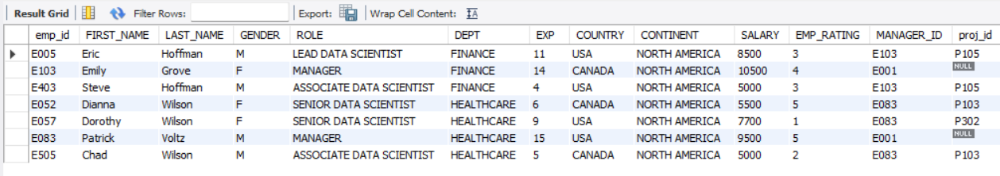 Result Grid Filter Rows: Export: Wrap Cell Content: IA
emp_id FIRST_NAME LAST_NAME GENDER ROLE DEPT EXP COUNTRY CONTINENT SALARY EMP_RATING MANAGER_ID proj_id
E005 Eric Hoffman M LEAD DATA SCIENTIST FINANCE 11 USA NORTH AMERICA 8500 3 E103 P105
E103 Emily Grove F MANAGER FINANCE 14 CANADA NORTH AMERICA 10500 4 E001 NULL
E403 Steve Hoffman M ASSOCIATE DATA SCIENTIST FINANCE 4 USA NORTH AMERICA 5000 3 E103 P105
E052 Dianna Wilson F SENIOR DATA SCIENTIST HEALTHCARE 6 CANADA NORTH AMERICA 5500 5 E083 P103
E057 Dorothy Wilson F SENIOR DATA SCIENTIST HEALTHCARE 9 USA NORTH AMERICA 7700 1 E083 P302
E083 Patrick Voltz M MANAGER HEALTHCARE 15 USA NORTH AMERICA 9500 5 E001 NULL
E505 Chad Wilson M ASSOCIATE DATA SCIENTIST HEALTHCARE 5 CANADA NORTH AMERICA 5000 2 E083 P103